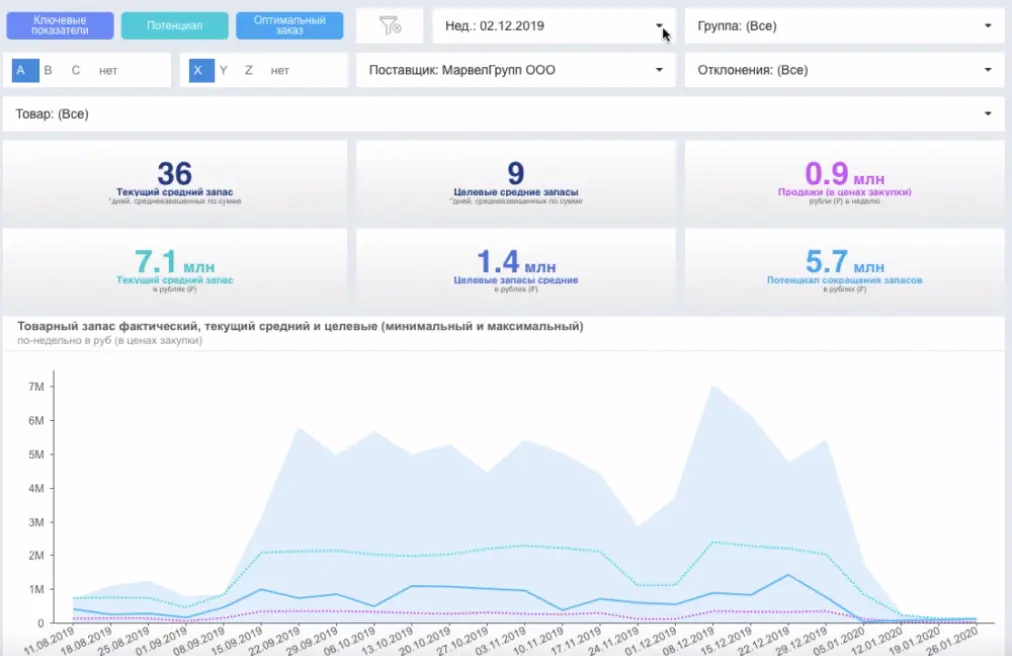 Ключевые
показатели
Потенциал
Оптимальный
заказ
Нед.: 02.12.2019
Группа: (Все)
A B C нет
X Y Z нет
Поставщик: МарвелГрупп ООО
Отклонения: (Все)
Товар: (Все)
36
Текущий средний запас
*дней, средневзвешенных по сумме
9
Целевые средние запасы
*дней, средневзвешенных по сумме
0.9 млн
Продажи (в ценах закупки)
рубли (₽) в неделю
7.1 млн
Текущий средний запас
в рублях (₽)
1.4 млн
Целевые запасы средние
в рублях (₽)
5.7 млн
Потенциал сокращения запасов
в рублях (₽)
Товарный запас фактический, текущий средний и целевые (минимальный и максимальный)
по-недельно в руб (в ценах закупки)
7M
6M
5M
4M
3M
2M
1M
0
11.08.2019
18.08.2019
25.08.2019
01.09.2019
08.09.2019
15.09.2019
22.09.2019
29.09.2019
06.10.2019
13.10.2019
20.10.2019
27.10.2019
03.11.2019
10.11.2019
17.11.2019
24.11.2019
01.12.2019
08.12.2019
15.12.2019
22.12.2019
29.12.2019
05.01.2020
12.01.2020
19.01.2020
26.01.2020